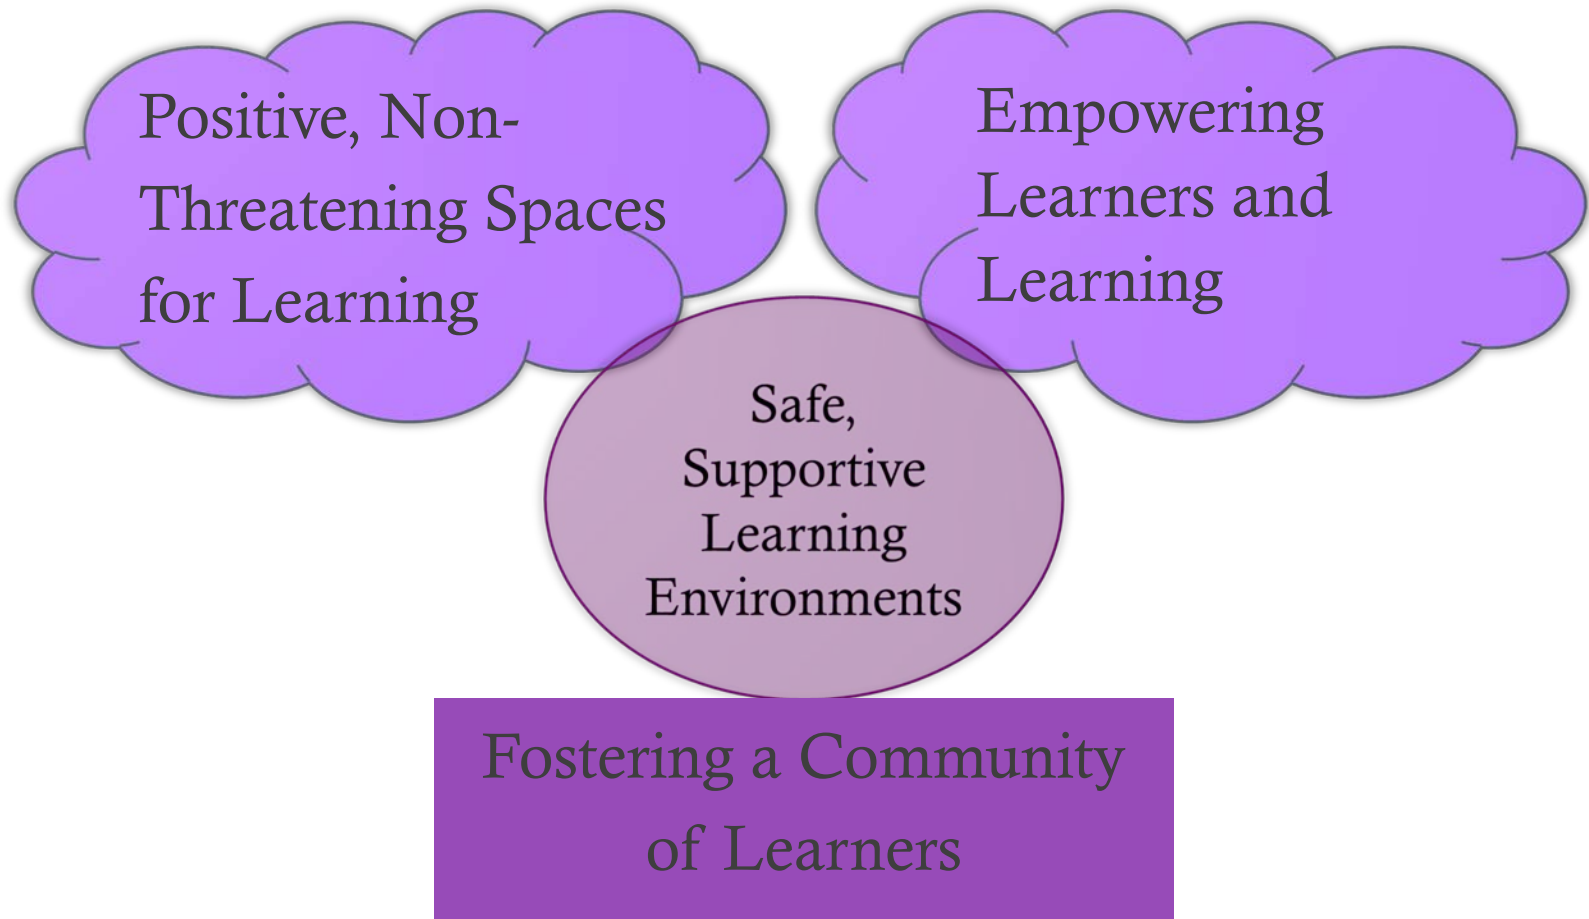 Positive, Non-
Threatening Spaces
for Learning
Empowering
Learners and
Learning
Safe,
Supportive
Learning
Environments
Fostering a Community
of Learners